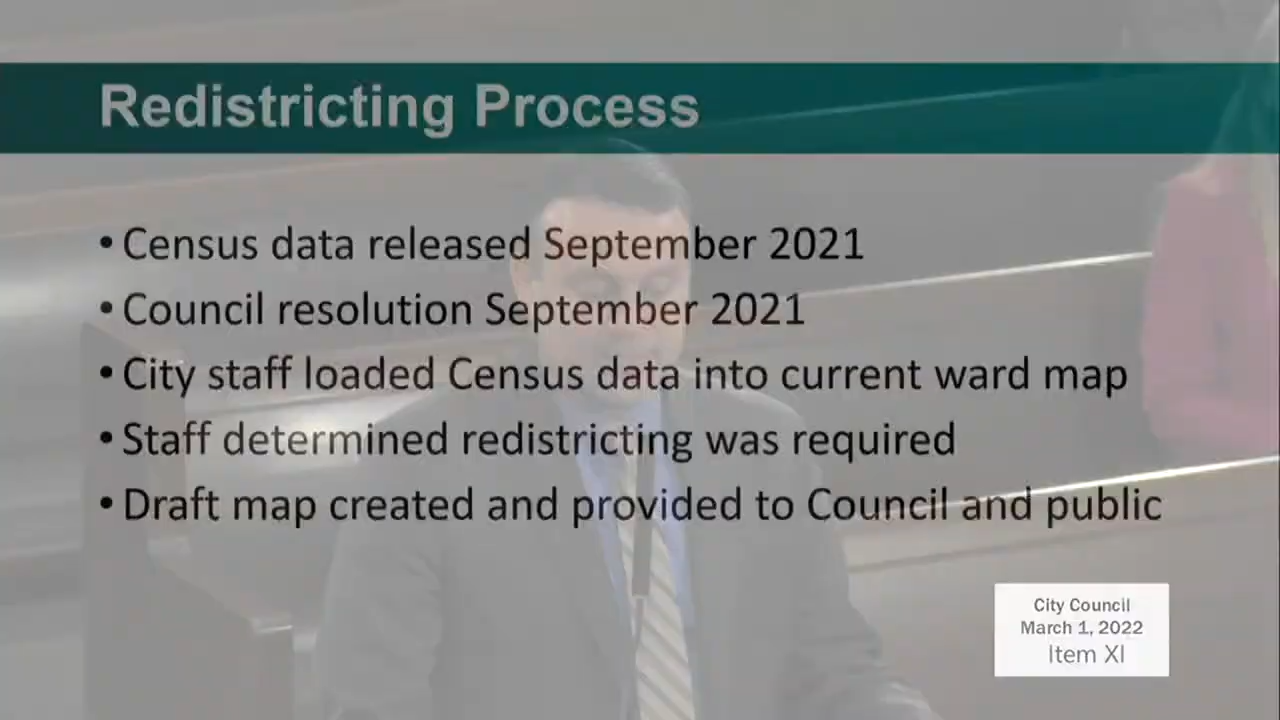 Redistricting Process
• Census data released September 2021
• Council resolution September 2021
• City staff loaded Census data into current ward map
• Staff determined redistricting was required
• Draft map created and provided to Council and public
City Council
March 1, 2022
Item XI